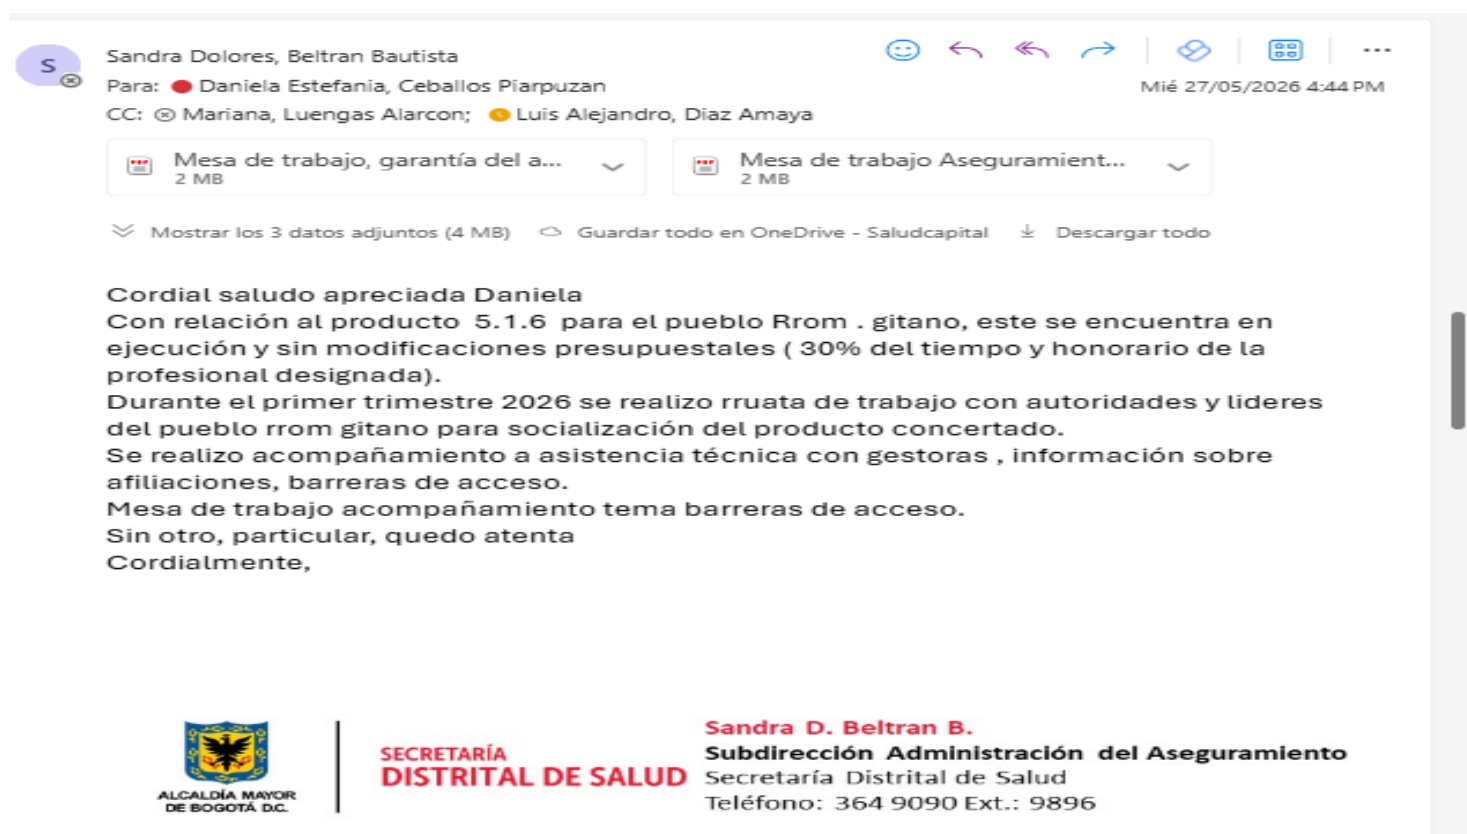 S
Sandra Dolores, Beltran Bautista
Para: Daniela Estefania, Ceballos Piarpuzan
Mié 27/05/2026 4:44 PM
CC: Mariana, Luengas Alarcon; Luis Alejandro, Diaz Amaya
Mesa de trabajo, garantía del a...
2 MB
Mesa de trabajo Aseguramient...
2 MB
Mostrar los 3 datos adjuntos (4 MB) Guardar todo en OneDrive - Saludcapital Descargar todo
Cordial saludo apreciada Daniela
Con relación al producto 5.1.6 para el pueblo Rrom . gitano, este se encuentra en
ejecución y sin modificaciones presupuestales ( 30% del tiempo y honorario de la
profesional designada).
Durante el primer trimestre 2026 se realizo rruata de trabajo con autoridades y lideres
del pueblo rrom gitano para socialización del producto concertado.
Se realizo acompañamiento a asistencia técnica con gestoras , información sobre
afiliaciones, barreras de acceso.
Mesa de trabajo acompañamiento tema barreras de acceso.
Sin otro, particular, quedo atenta
Cordialmente,
ALCALDÍA MAYOR
DE BOGOTÁ D.C.
SECRETARÍA
DISTRITAL DE SALUD
Sandra D. Beltran B.
Subdirección Administración del Aseguramiento
Secretaría Distrital de Salud
Teléfono: 364 9090 Ext.: 9896